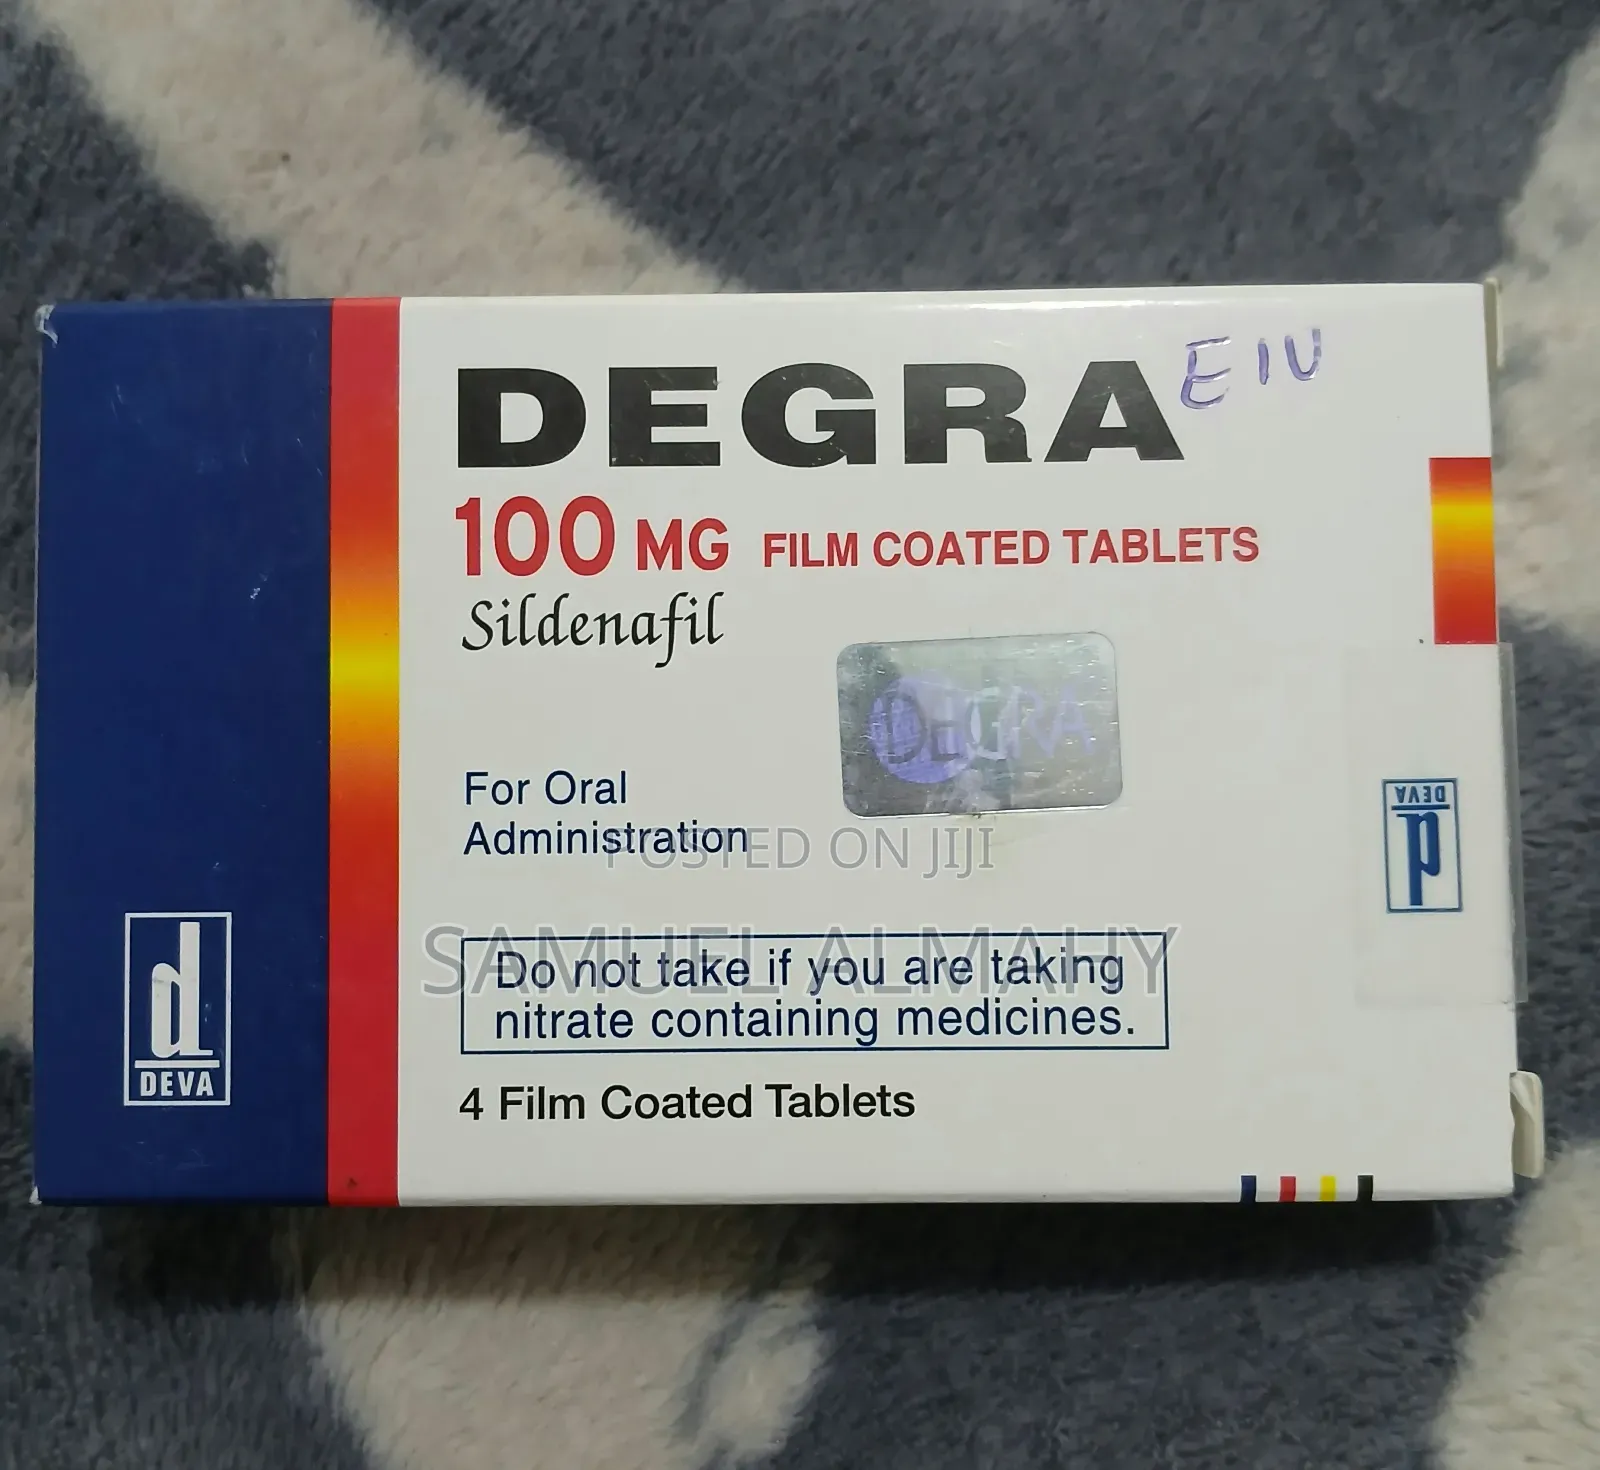 DEGRA
EIU
100 MG FILM COATED TABLETS
Sildenafil
DEGRA
For Oral
Administration
POSTED ON JIJI
DEVA
d
SAMUEL ALMAHY
Do not take if you are taking
nitrate containing medicines.
d
DEVA
4 Film Coated Tablets